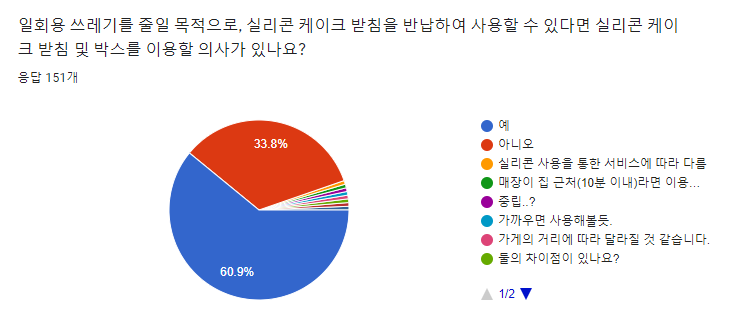 일회용 쓰레기를 줄일 목적으로, 실리콘 케이크 받침을 반납하여 사용할 수 있다면 실리콘 케이
크 받침 및 박스를 이용할 의사가 있나요?
응답 151개
33.8%
60.9%
예
아니오
실리콘 사용을 통한 서비스에 따라 다름
매장이 집 근처(10분 이내)라면 이용...
중립..?
가까우면 사용해볼듯.
가게의 거리에 따라 달라질 것 같습니다.
둘의 차이점이 있나요?
1/2